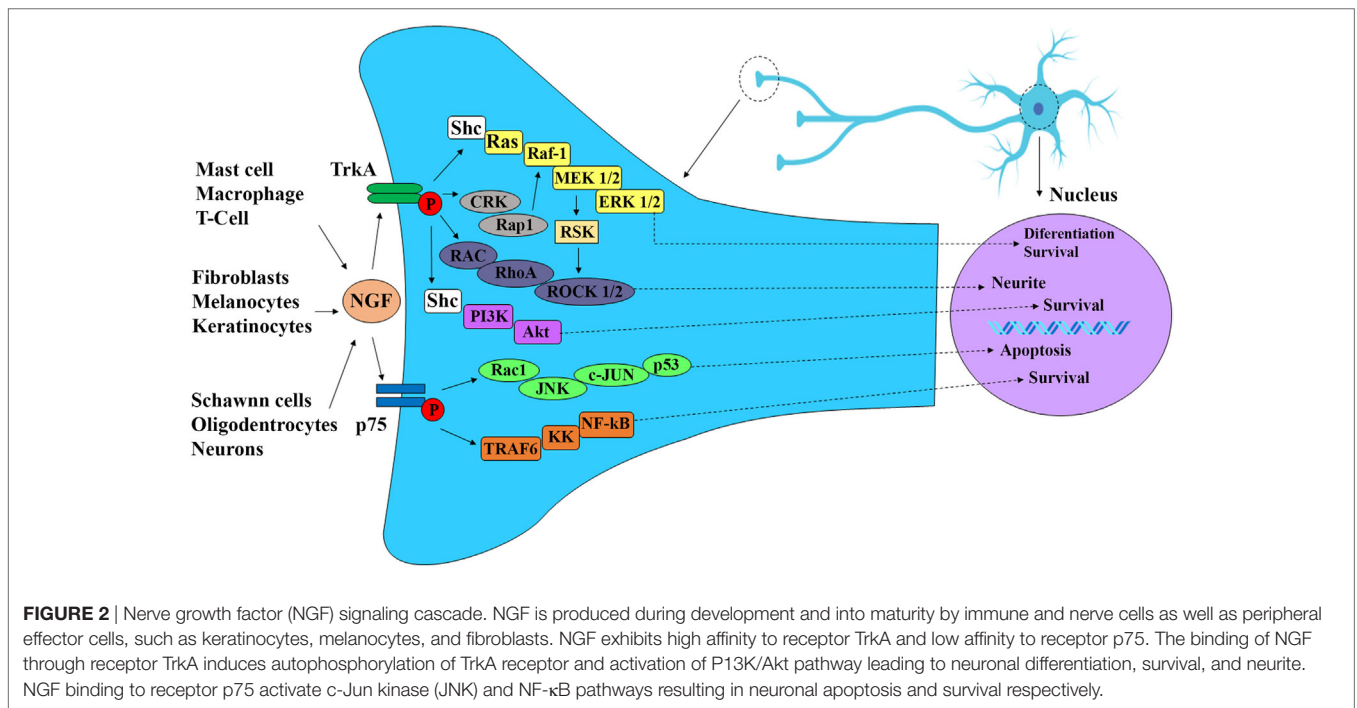 Mast cell
Macrophage
T-Cell
Fibroblasts
Melanocytes
Keratinocytes
Schawnn cells
Oligodentrocytes
Neurons
NGF
TrkA
P
p75
P
Shc
Ras
Raf-1
MEK 1/2
ERK 1/2
CRK
Rap1
RSK
RAC
RhoA
ROCK 1/2
Shc
PI3K
Akt
Rac1
JNK
c-JUN
p53
TRAF6
KK
NF-kB
Nucleus
Diferentiation
Survival
Neurite
Survival
Apoptosis
Survival
FIGURE 2 | Nerve growth factor (NGF) signaling cascade. NGF is produced during development and into maturity by immune and nerve cells as well as peripheral
effector cells, such as keratinocytes, melanocytes, and fibroblasts. NGF exhibits high affinity to receptor TrkA and low affinity to receptor p75. The binding of NGF
through receptor TrkA induces autophosphorylation of TrkA receptor and activation of P13K/Akt pathway leading to neuronal differentiation, survival, and neurite.
NGF binding to receptor p75 activate c-Jun kinase (JNK) and NF-κB pathways resulting in neuronal apoptosis and survival respectively.